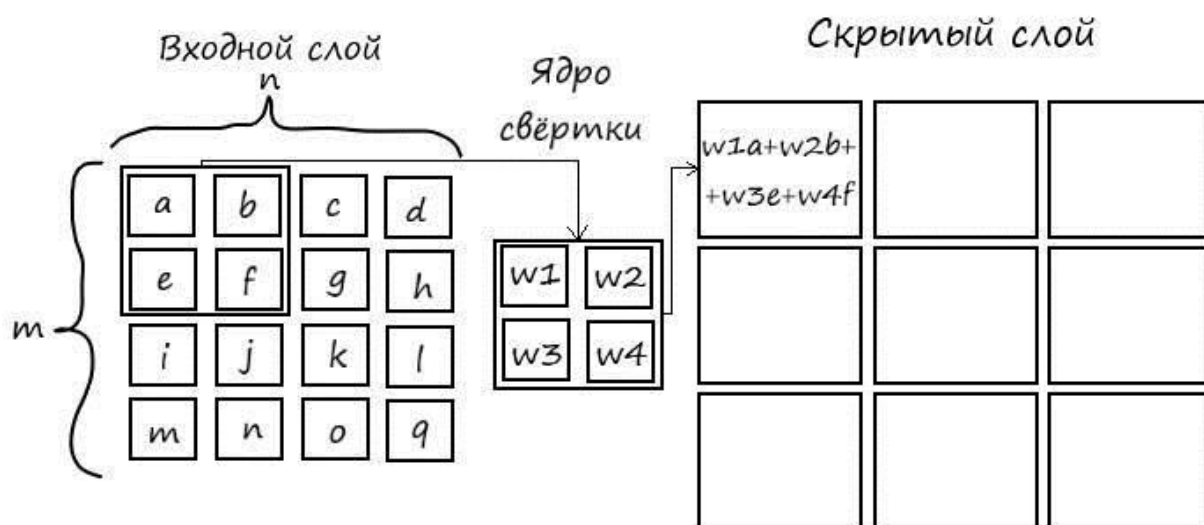 Входной слой
n
Ядро
свёртки
Скрытый слой
m
a b c d
e f g h
i j k l
m n o q
w1 w2
w3 w4
w1a+w2b+
+w3e+w4f